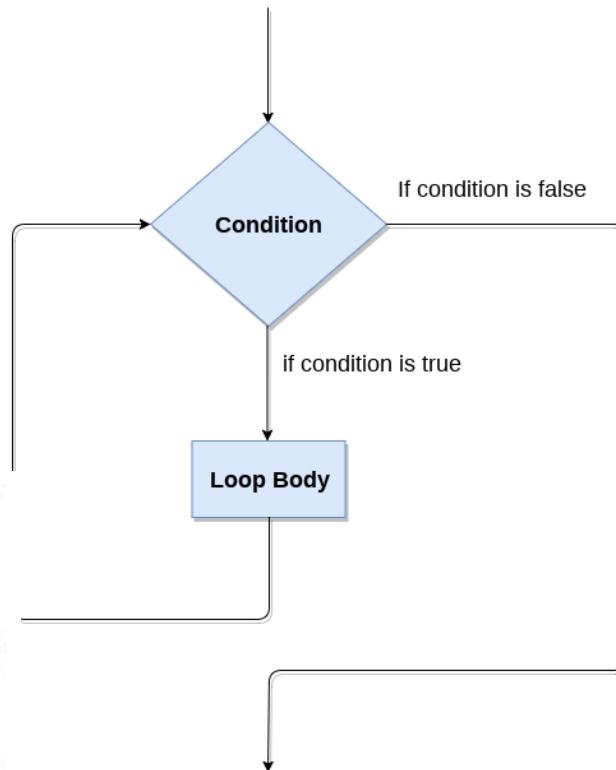 If condition is false
Condition
if condition is true
Loop Body